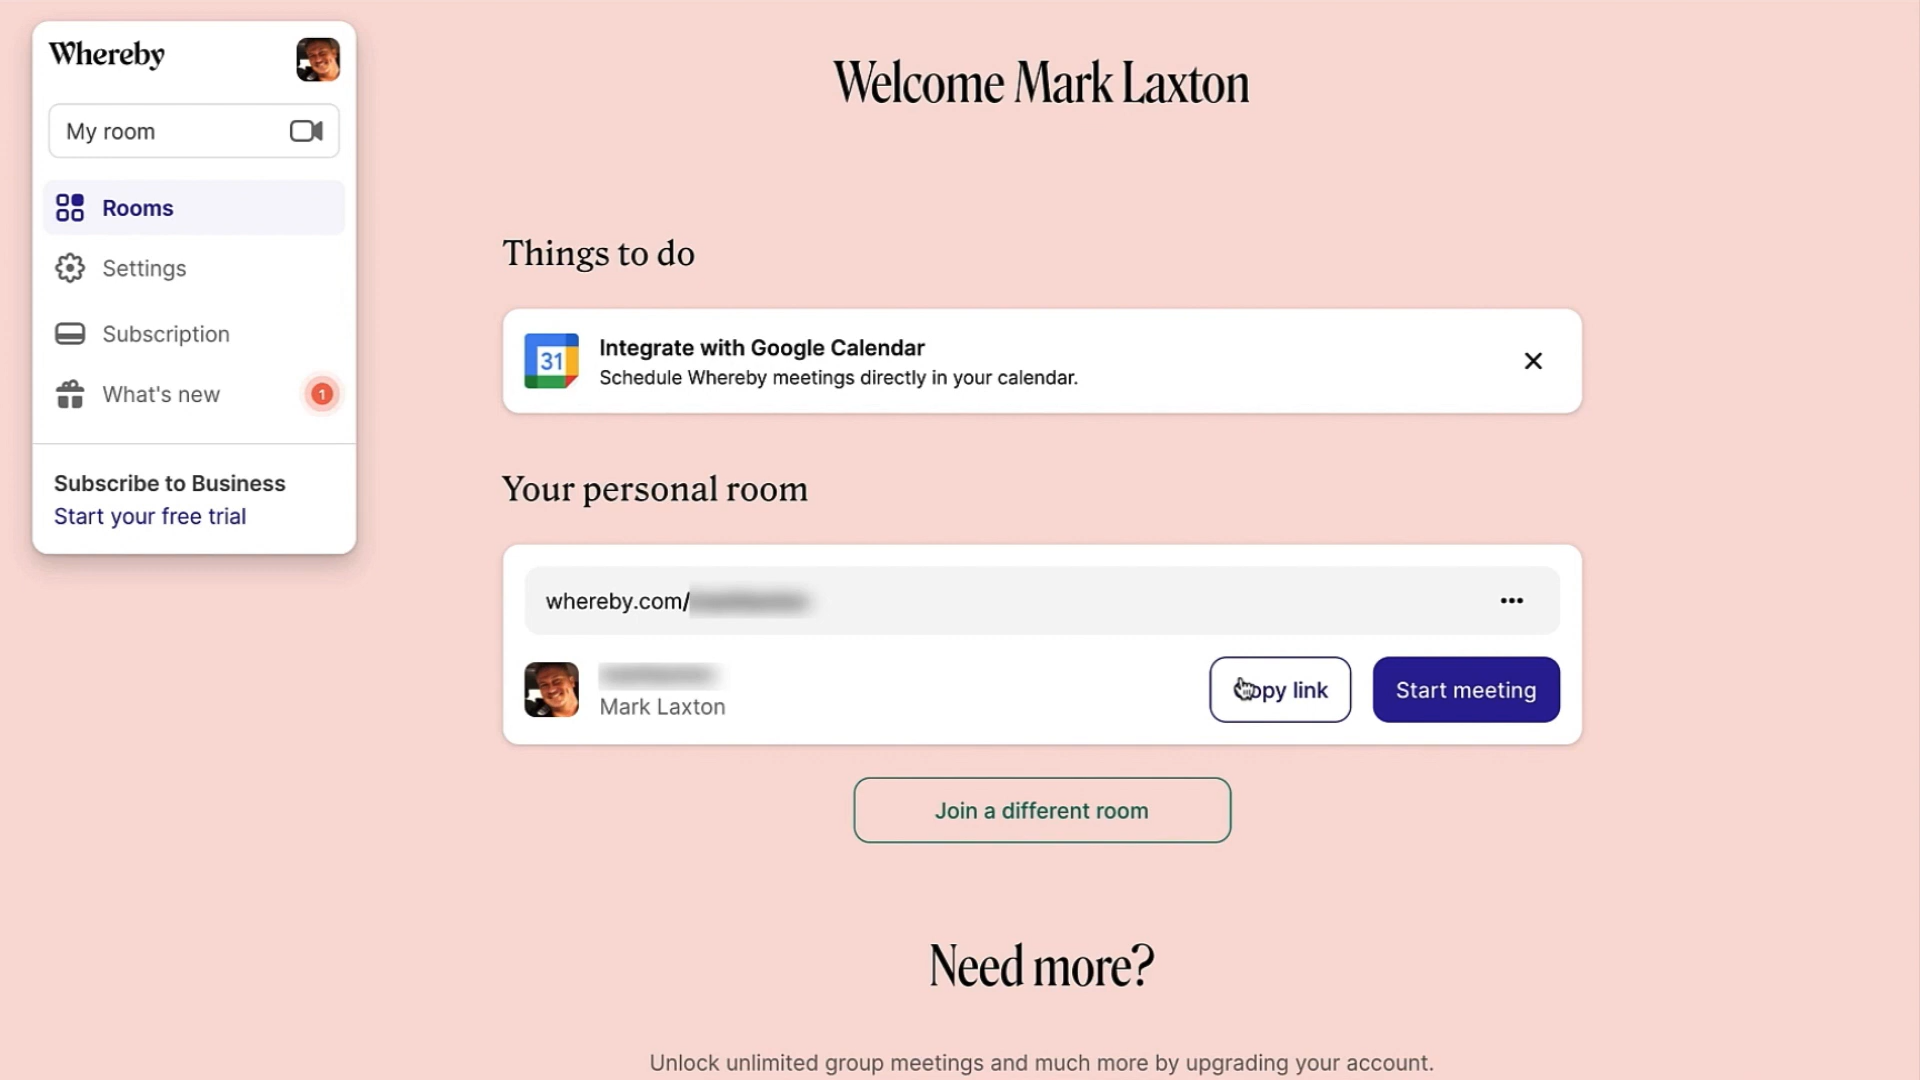 Whereby
My room
Rooms
Settings
Subscription
What's new
1
Subscribe to Business
Start your free trial
Welcome Mark Laxton
Things to do
31
Integrate with Google Calendar
Schedule Whereby meetings directly in your calendar.
Your personal room
whereby.com/
Mark Laxton
Copy link
Start meeting
Join a different room
Need more?
Unlock unlimited group meetings and much more by upgrading your account.